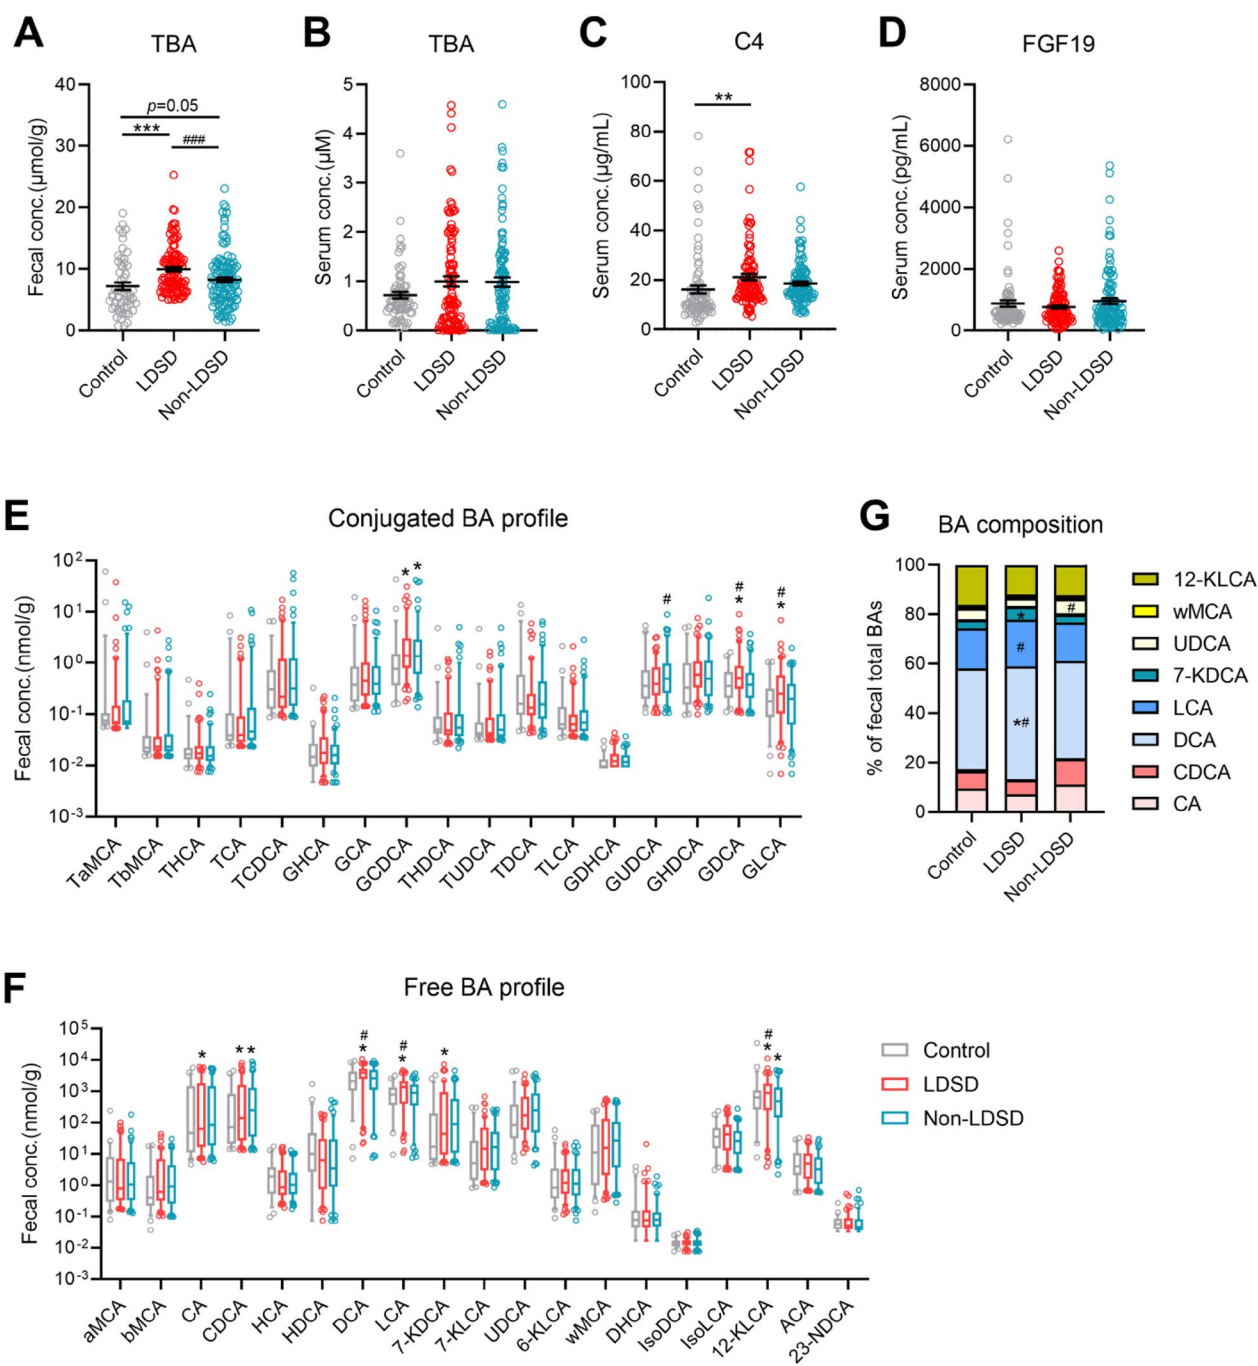 A
TBA
Fecal conc.(μmol/g)
40
30
20
10
0
p=0.05
***
###
Control
LDSD
Non-LDSD
B
TBA
Serum conc.(μM)
5
4
3
2
1
0
Control
LDSD
Non-LDSD
C
C4
Serum conc.(μg/mL)
100
80
60
40
20
0
**
Control
LDSD
Non-LDSD
D
FGF19
Serum conc.(pg/mL)
8000
6000
4000
2000
0
Control
LDSD
Non-LDSD
E
Conjugated BA profile
Fecal conc.(nmol/g)
10²
10¹
10⁰
10⁻¹
10⁻²
10⁻³
* *
#
#
*
#
*
TaMCA
TbMCA
THCA
TCA
TCDCA
GHCA
GCA
GCDCA
THDCA
TUDCA
TDCA
TLCA
GDHCA
GUDCA
GHDCA
GDCA
GLCA
G
BA composition
% of fecal total BAs
100
80
60
40
20
0
*
#
*#
#
Control
LDSD
Non-LDSD
12-KLCA
wMCA
UDCA
7-KDCA
LCA
DCA
CDCA
CA
F
Free BA profile
Fecal conc.(nmol/g)
10⁵
10⁴
10³
10²
10¹
10⁰
10⁻¹
10⁻²
10⁻³
*
* *
#
*
#
*
*
#
*
*
aMCA
bMCA
CA
CDCA
HCA
HDCA
DCA
LCA
7-KDCA
7-KLCA
UDCA
6-KLCA
wMCA
DHCA
IsoDCA
IsoLCA
12-KLCA
ACA
23-NDCA
Control
LDSD
Non-LDSD